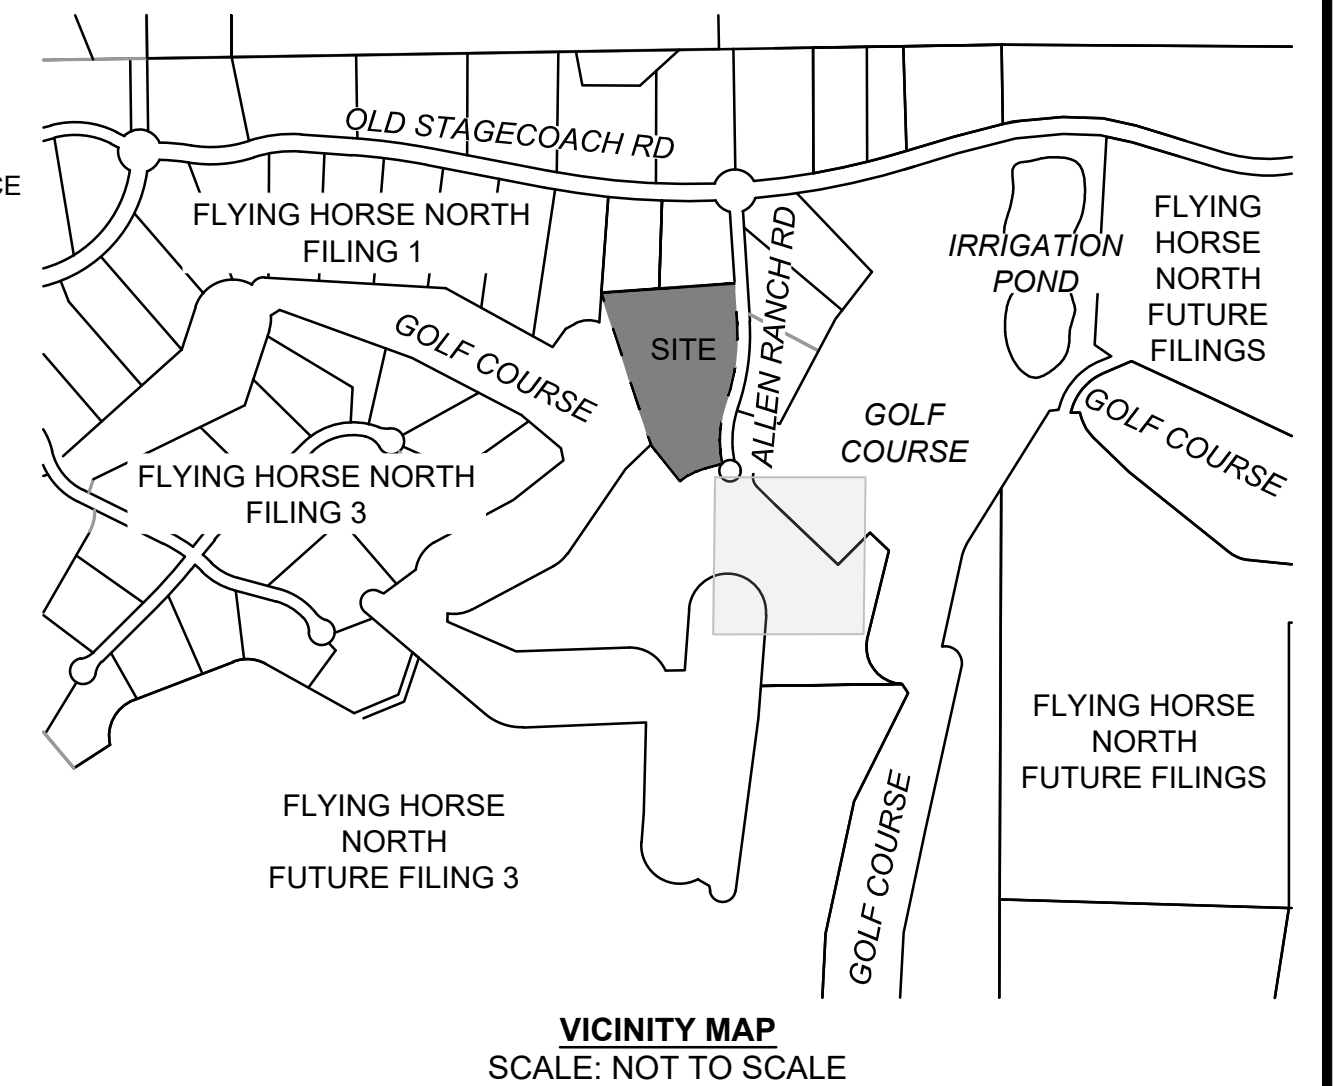 OLD STAGECOACH RD
CE
FLYING HORSE NORTH
FILING 1
ALLEN RANCH RD
IRRIGATION
POND
FLYING
HORSE
NORTH
FUTURE
FILINGS
GOLF COURSE
SITE
GOLF
COURSE
GOLF COURSE
FLYING HORSE NORTH
FILING 3
FLYING HORSE
NORTH
FUTURE FILINGS
FLYING HORSE
NORTH
FUTURE FILING 3
GOLF COURSE
VICINITY MAP
SCALE: NOT TO SCALE